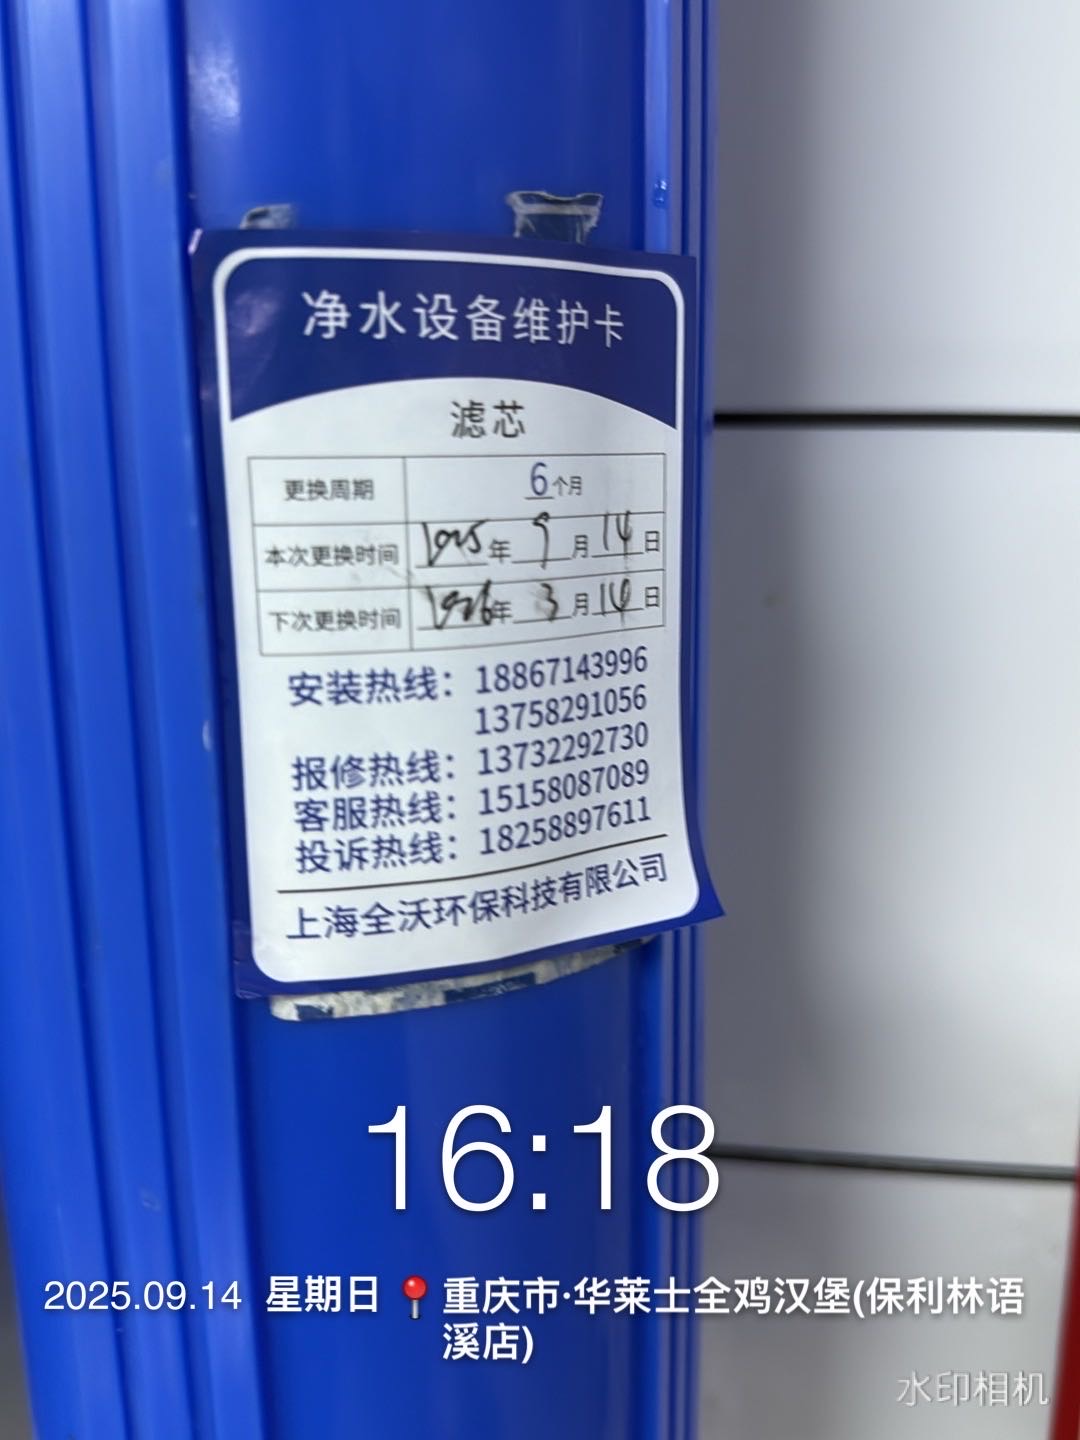 净水设备维护卡
滤芯
更换周期 6个月
本次更换时间 2025年9月14日
下次更换时间 2026年3月14日
安装热线：18867143996
13758291056
报修热线：13732292730
客服热线：15158087089
投诉热线：18258897611
上海全沃环保科技有限公司
16:18
2025.09.14 星期日 📍重庆市·华莱士全鸡汉堡(保利林语
溪店)
水印相机